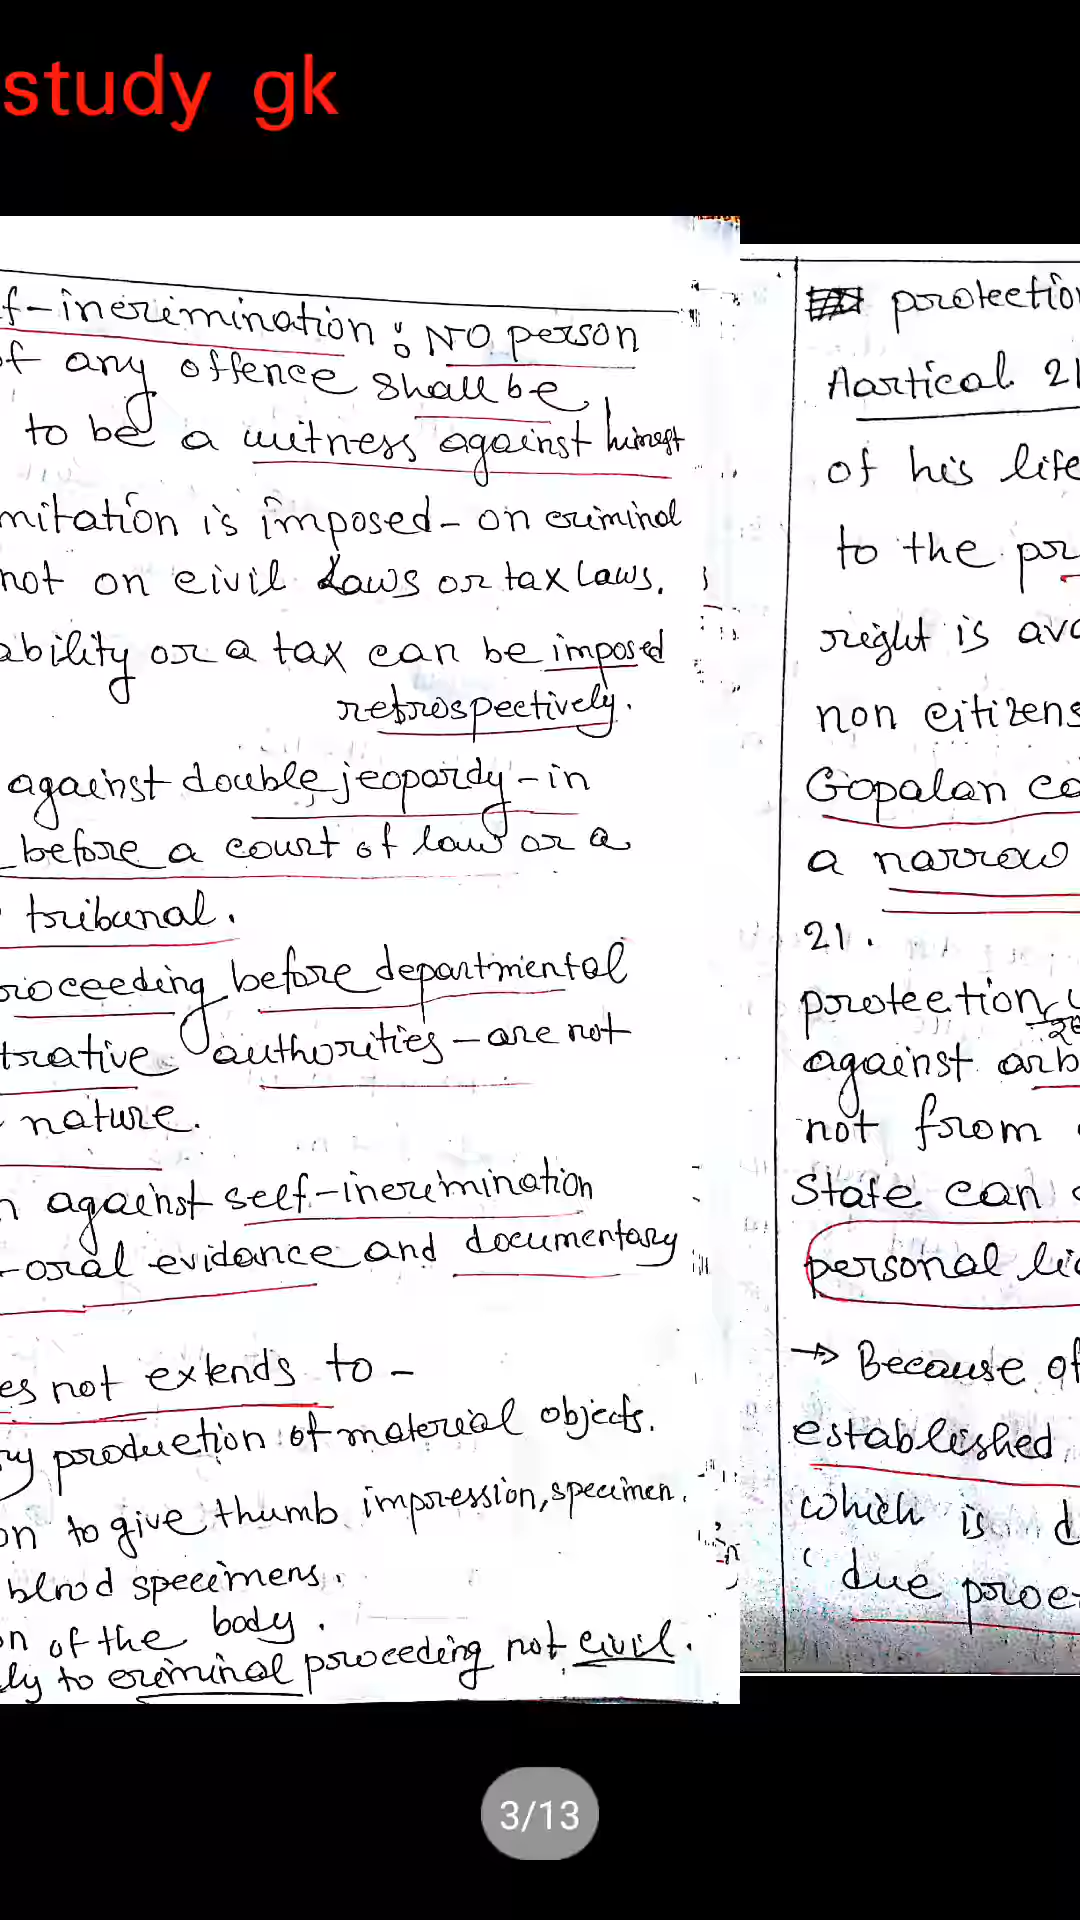 study gk
f-incrimination : No person
of any offence shall be
to be a witness against himself
mitation is imposed - on criminal
not on civil Laws or tax Laws.
ability or a tax can be imposed
retrospectively.
against double jeopardy - in
before a court of law or a
tribunal.
roceeding before departmental
trative authorities - are not
nature.
n against self-incrimination
- oral evidence and documentary
es not extends to -
ry production of material objects.
on to give thumb impression, specimen.
blood specimens.
on of the body.
ly to criminal proceeding not civil.
protection
Aartical 21
of his life
to the pr
right is ava
non citizens
Gopalan ca
a narrow
21.
protection
against arb
not from
State can
personal li
→ Because of
established
which is d
"due proce
3/13